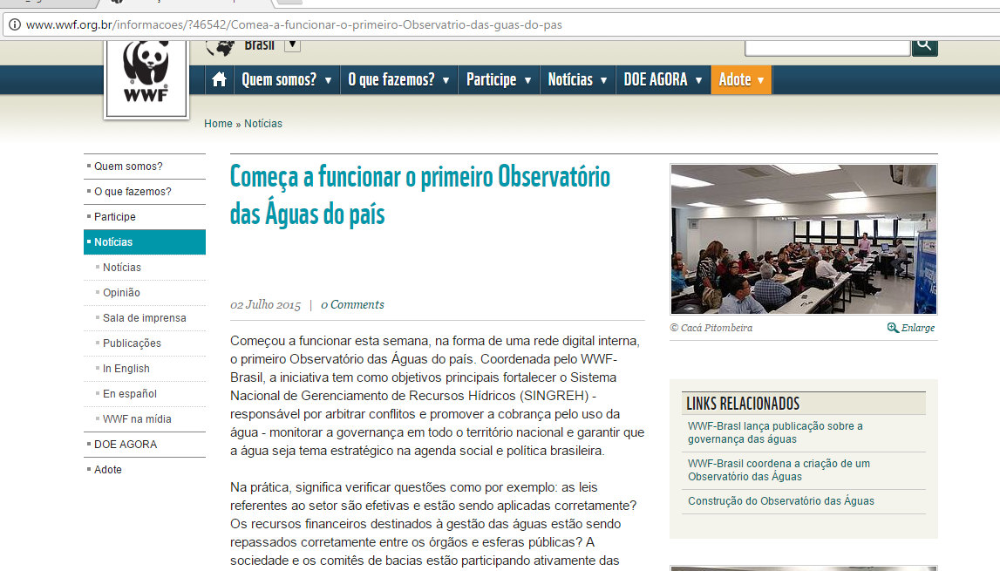 www.wwf.org.br/informacoes/?46542/Comea-a-funcionar-o-primeiro-Observatrio-das-guas-do-pas
Brasil
WWF
Quem somos?
O que fazemos?
Participe
Notícias
DOE AGORA
Adote
Home » Notícias
Quem somos?
O que fazemos?
Participe
Notícias
Notícias
Opinião
Sala de imprensa
Publicações
In English
En español
WWF na mídia
DOE AGORA
Adote
Começa a funcionar o primeiro Observatório
das Águas do país
02 Julho 2015 | 0 Comments
Começou a funcionar esta semana, na forma de uma rede digital interna,
o primeiro Observatório das Águas do país. Coordenada pelo WWF-
Brasil, a iniciativa tem como objetivos principais fortalecer o Sistema
Nacional de Gerenciamento de Recursos Hídricos (SINGREH) -
responsável por arbitrar conflitos e promover a cobrança pelo uso da
água - monitorar a governança em todo o território nacional e garantir que
a água seja tema estratégico na agenda social e política brasileira.
Na prática, significa verificar questões como por exemplo: as leis
referentes ao setor são efetivas e estão sendo aplicadas corretamente?
Os recursos financeiros destinados à gestão das águas estão sendo
repassados corretamente entre os órgãos e esferas públicas? A
sociedade e os comitês de bacias estão participando ativamente das
© Cacá Pitombeira
Enlarge
LINKS RELACIONADOS
WWF-Brasl lança publicação sobre a
governança das águas
WWF-Brasil coordena a criação de um
Observatório das Águas
Construção do Observatório das Águas